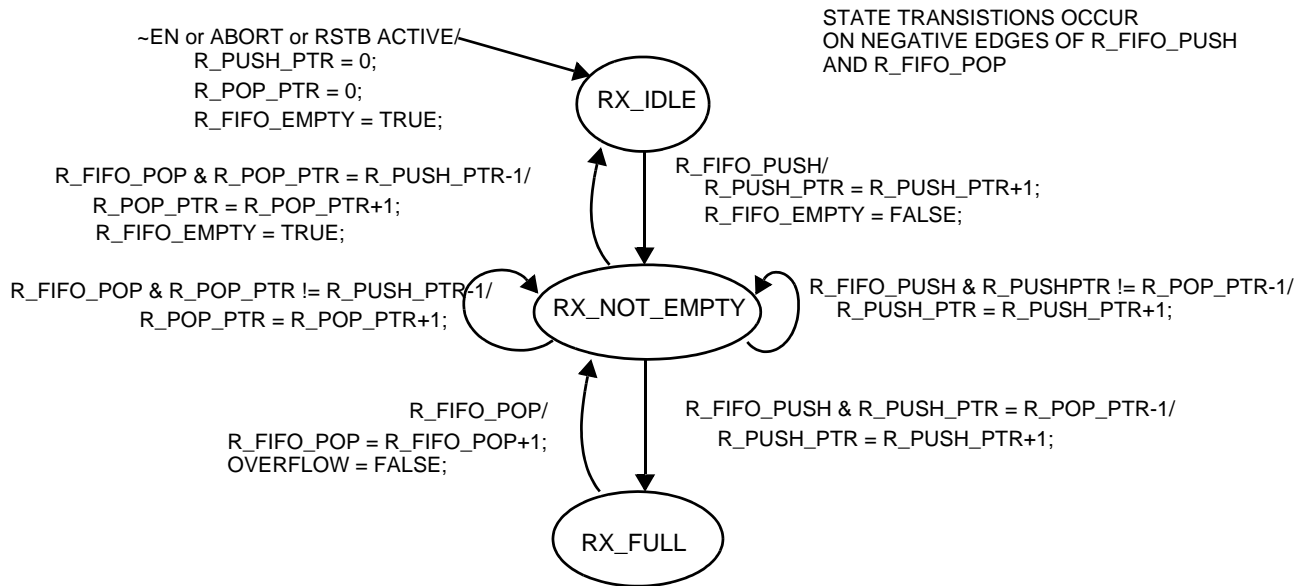 STATE TRANSISTIONS OCCUR
ON NEGATIVE EDGES OF R_FIFO_PUSH
AND R_FIFO_POP
~EN or ABORT or RSTB ACTIVE/
R_PUSH_PTR = 0;
R_POP_PTR = 0;
R_FIFO_EMPTY = TRUE;
RX_IDLE
R_FIFO_POP & R_POP_PTR = R_PUSH_PTR-1/
R_POP_PTR = R_POP_PTR+1;
R_FIFO_EMPTY = TRUE;
R_FIFO_PUSH/
R_PUSH_PTR = R_PUSH_PTR+1;
R_FIFO_EMPTY = FALSE;
R_FIFO_POP & R_POP_PTR != R_PUSH_PTR-1/
R_POP_PTR = R_POP_PTR+1;
RX_NOT_EMPTY
R_FIFO_PUSH & R_PUSHPTR != R_POP_PTR-1/
R_PUSH_PTR = R_PUSH_PTR+1;
R_FIFO_POP/
R_FIFO_POP = R_FIFO_POP+1;
OVERFLOW = FALSE;
R_FIFO_PUSH & R_PUSH_PTR = R_POP_PTR-1/
R_PUSH_PTR = R_PUSH_PTR+1;
RX_FULL